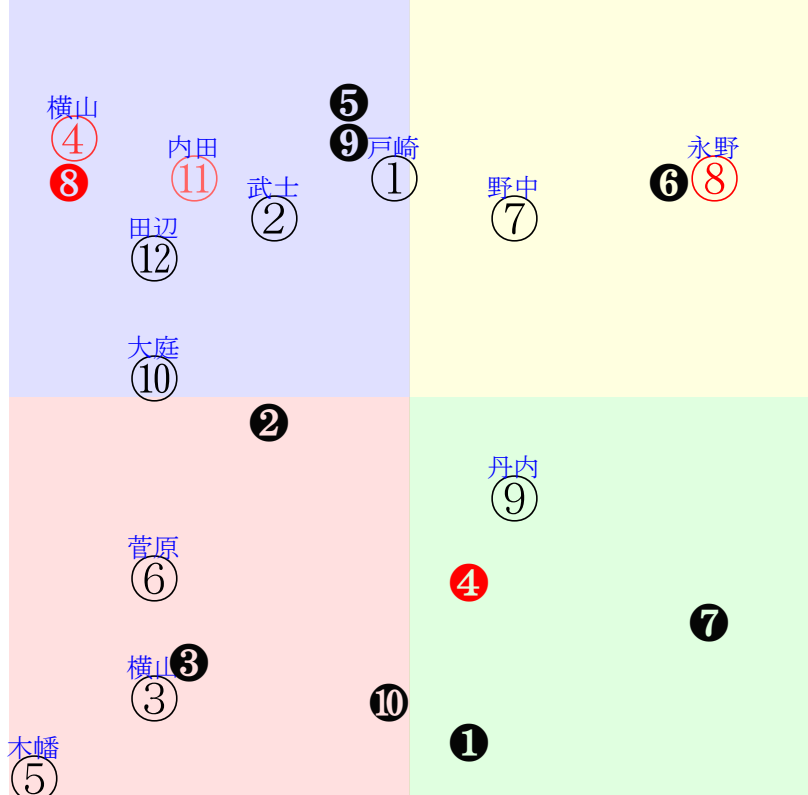 ❺
横山
④
❾
戸崎
①
内田
⑪
永野
⑧
❽
❻
武士
②
野中
⑦
田辺
⑫
大庭
⑩
❷
丹内
⑨
菅原
⑥
❹
❼
横山
③
❸
❿
❶
木幡
⑤